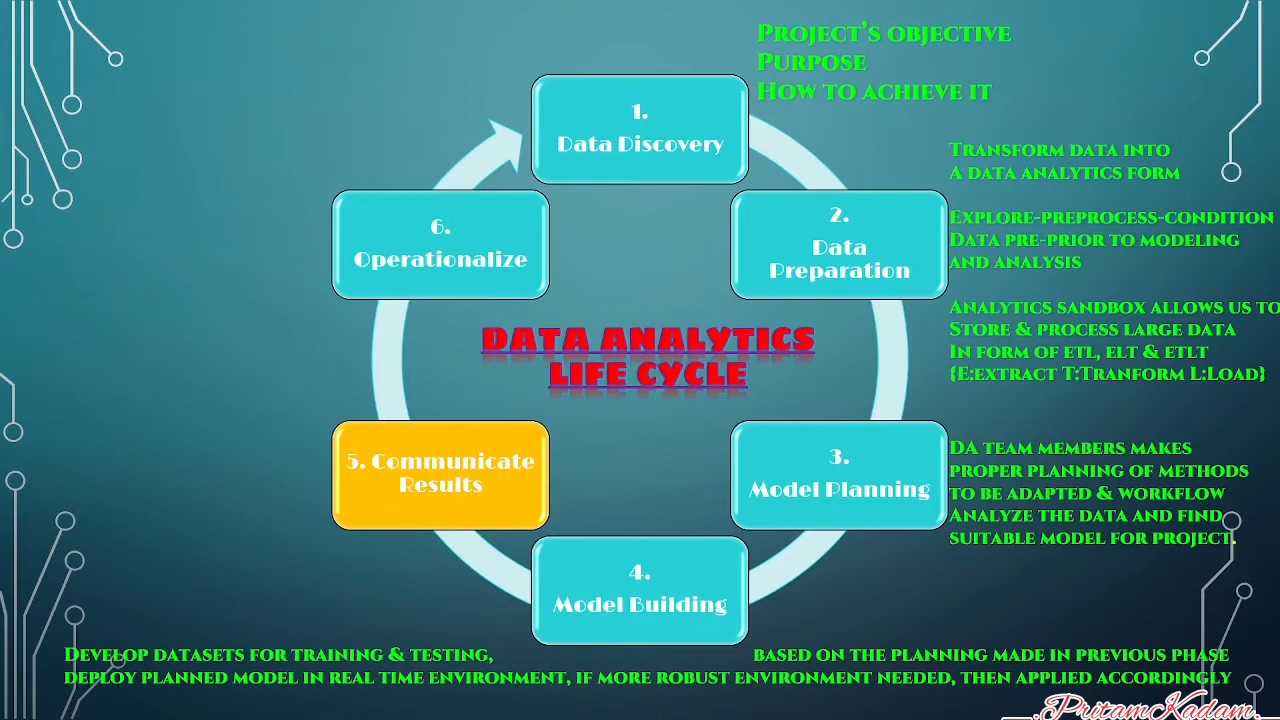 Project's objective
Purpose
How to achieve it
1.
Data Discovery
Transform data into
A data analytics form
Explore-preprocess-condition
Data pre-prior to modeling
and analysis
Analytics sandbox allows us to
Store & process large data
In form of ETL, ELT & ETLT
{E:extract T:Tranform L:Load}
2.
Data
Preparation
6.
Operationalize
DATA ANALYTICS
LIFE CYCLE
DA team members makes
proper planning of methods
to be adapted & workflow
Analyze the data and find
suitable model for project.
3.
Model Planning
5. Communicate
Results
4.
Model Building
Develop datasets for training & testing, based on the planning made in previous phase
deploy planned model in real time environment, if more robust environment needed, then applied accordingly
.PritamKadam.